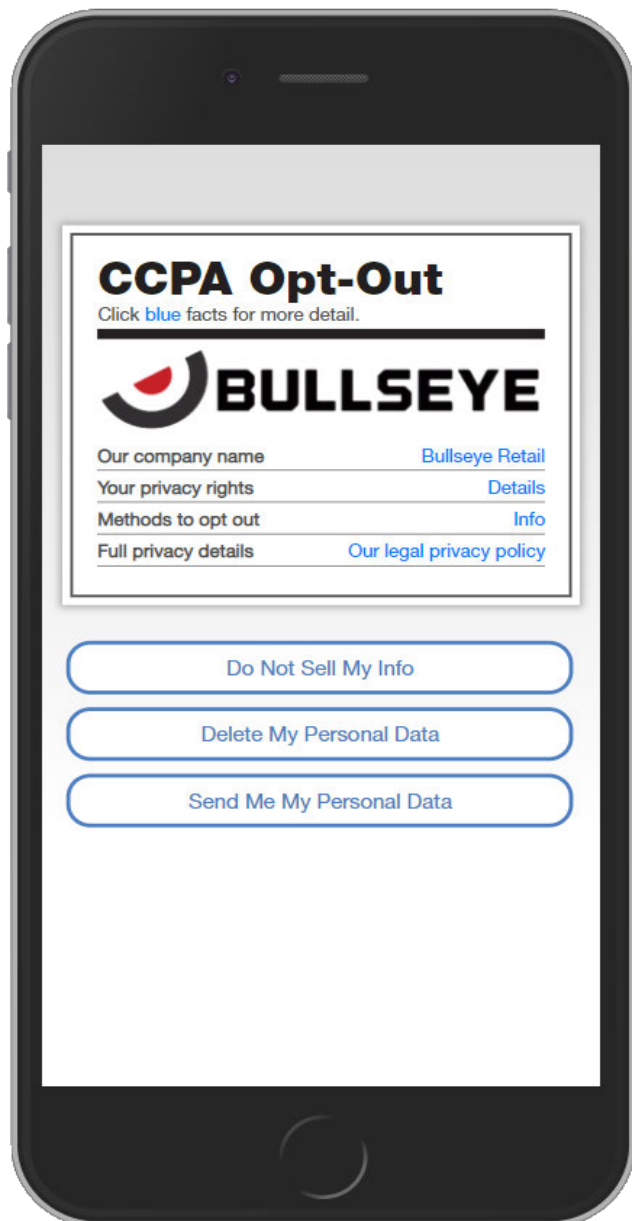 CCPA Opt-Out
Click blue facts for more detail.
BULLSEYE
Our company name Bullseye Retail
Your privacy rights Details
Methods to opt out Info
Full privacy details Our legal privacy policy
Do Not Sell My Info
Delete My Personal Data
Send Me My Personal Data